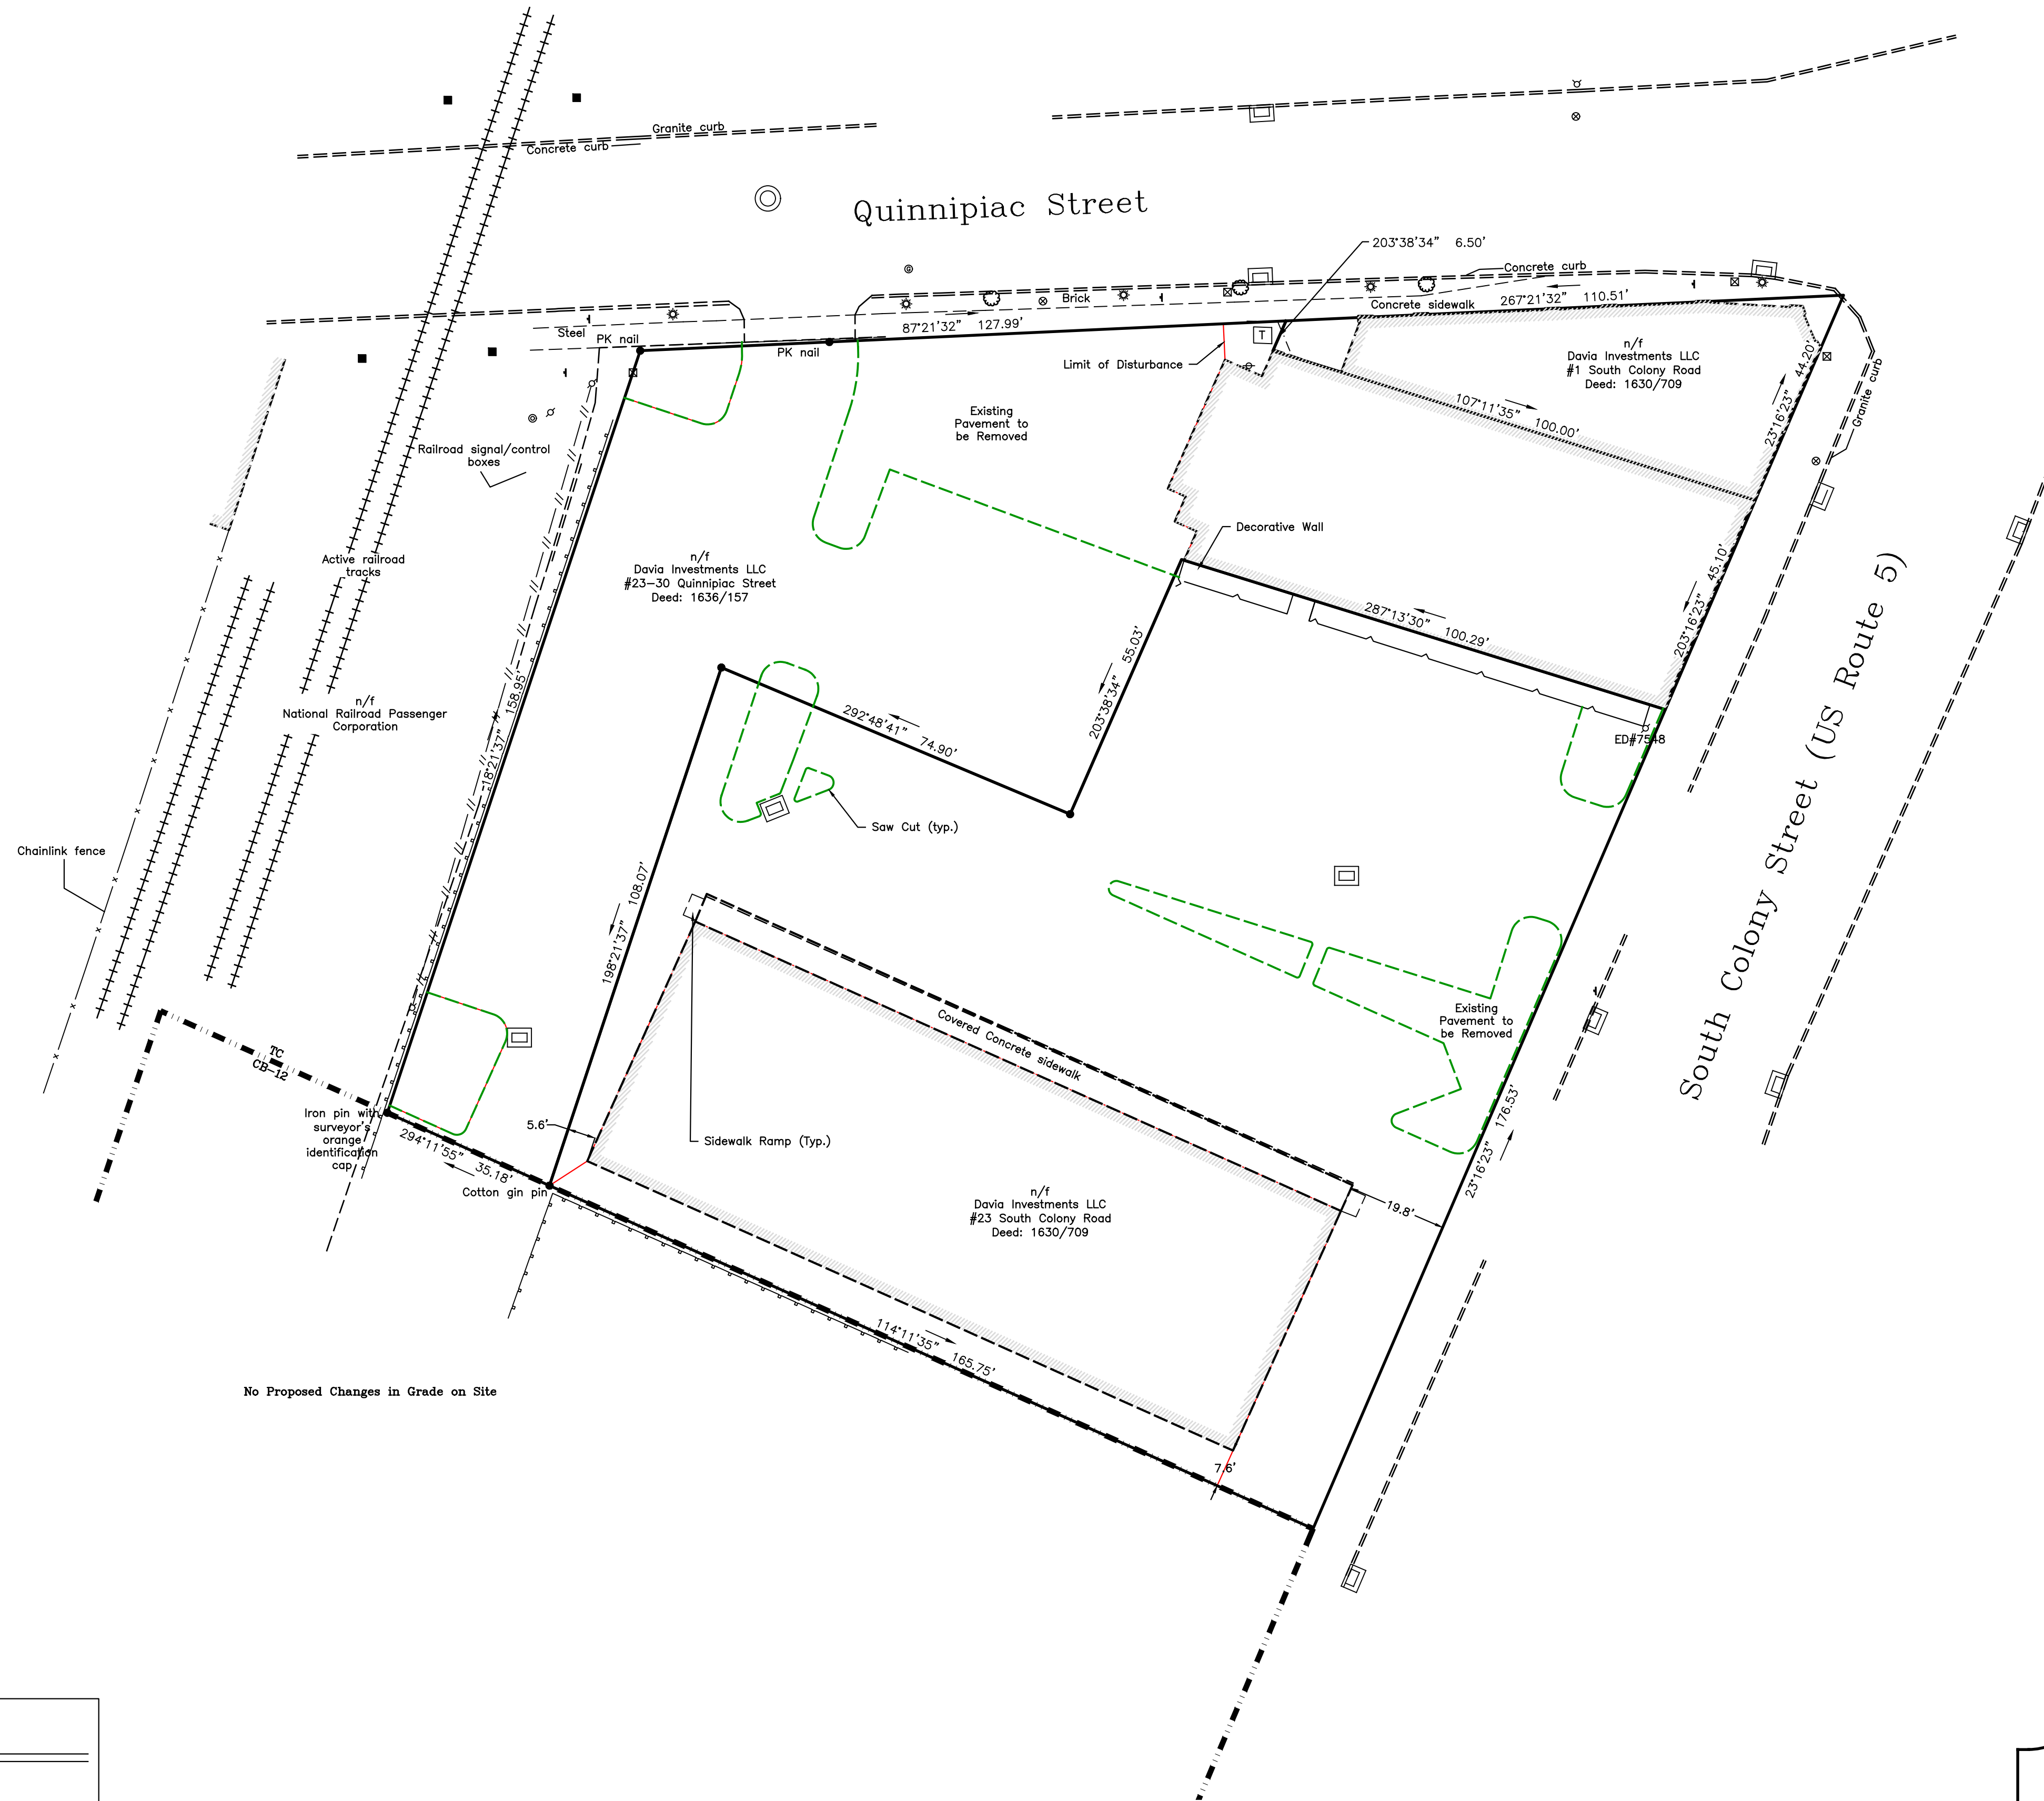 Granite curb
Concrete curb
Quinnipiac Street
203°38'34" 6.50'
Concrete curb
Brick
Concrete sidewalk
267°21'32" 110.51'
87°21'32" 127.99'
Steel
PK nail
PK nail
T
Limit of Disturbance
n/f
Davia Investments LLC
#1 South Colony Road
Deed: 1630/709
44.20'
23°16'23"
Granite curb
107°11'35" 100.00'
Existing
Pavement to
be Removed
Railroad signal/control
boxes
Decorative Wall
Active railroad
tracks
n/f
Davia Investments LLC
#23-30 Quinnipiac Street
Deed: 1636/157
203°16'23" 45.10'
287°13'30" 100.29'
203°38'34" 55.03'
South Colony Street (US Route 5)
n/f
National Railroad Passenger
Corporation
18°21'37" 158.95'
292°48'41" 74.90'
ED#7548
Saw Cut (typ.)
Chainlink fence
198°21'37" 108.07'
Existing
Pavement to
be Removed
Covered Concrete sidewalk
TC
CB-12
Iron pin with
surveyor's
orange
identification
cap
294°11'55" 35.18'
5.6'
Sidewalk Ramp (Typ.)
Cotton gin pin
23°16'23" 176.53'
19.8'
n/f
Davia Investments LLC
#23 South Colony Road
Deed: 1630/709
114°11'35" 165.75'
No Proposed Changes in Grade on Site
7.6'